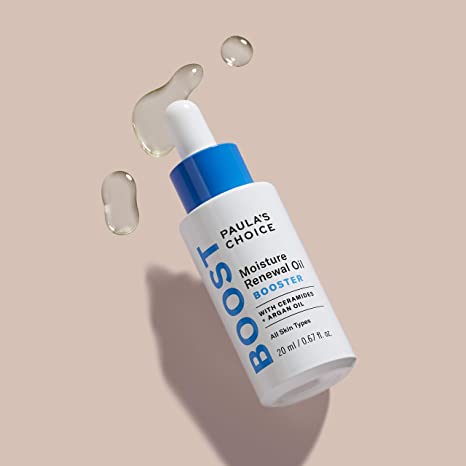 BOOST
PAULA'S
CHOICE
Moisture
Renewal Oil
BOOSTER
WITH CERAMIDES
+ ARGAN OIL
All Skin Types
20 ml / 0.67 fl. oz.